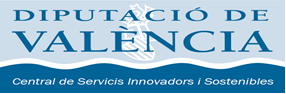 DIPUTACIÓ DE
VALÈNCIA
Central de Servicis Innovadors i Sostenibles